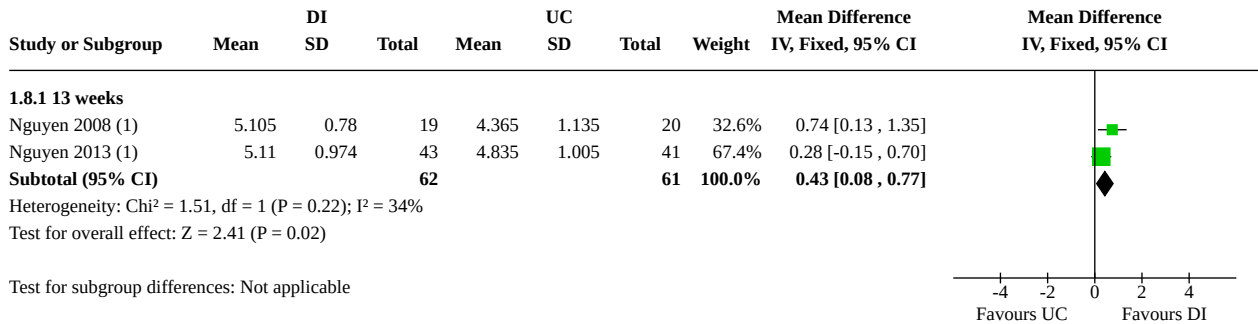 DI UC Mean Difference Mean Difference
Study or Subgroup Mean SD Total Mean SD Total Weight IV, Fixed, 95% CI IV, Fixed, 95% CI
1.8.1 13 weeks
Nguyen 2008 (1) 5.105 0.78 19 4.365 1.135 20 32.6% 0.74 [0.13 , 1.35]
Nguyen 2013 (1) 5.11 0.974 43 4.835 1.005 41 67.4% 0.28 [-0.15 , 0.70]
Subtotal (95% CI) 62 61 100.0% 0.43 [0.08 , 0.77]
Heterogeneity: Chi² = 1.51, df = 1 (P = 0.22); I² = 34%
Test for overall effect: Z = 2.41 (P = 0.02)
Test for subgroup differences: Not applicable
-4 -2 0 2 4
Favours UC Favours DI